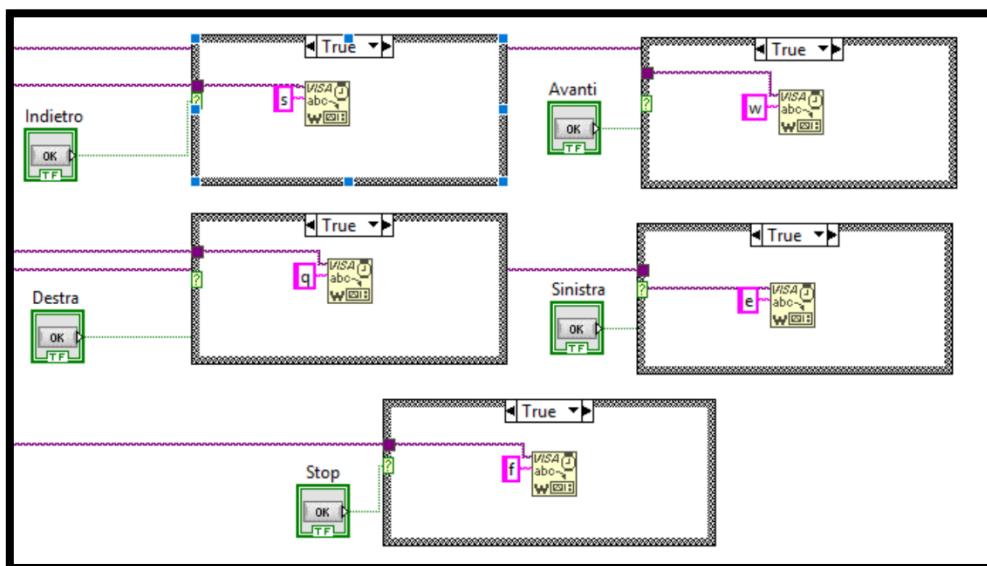 True
VISA
abc
s
W
Indietro
OK
TF
True
VISA
abc
w
W
Avanti
OK
TF
True
VISA
abc
q
W
Destra
OK
TF
True
VISA
abc
e
W
Sinistra
OK
TF
True
VISA
abc
f
W
Stop
OK
TF